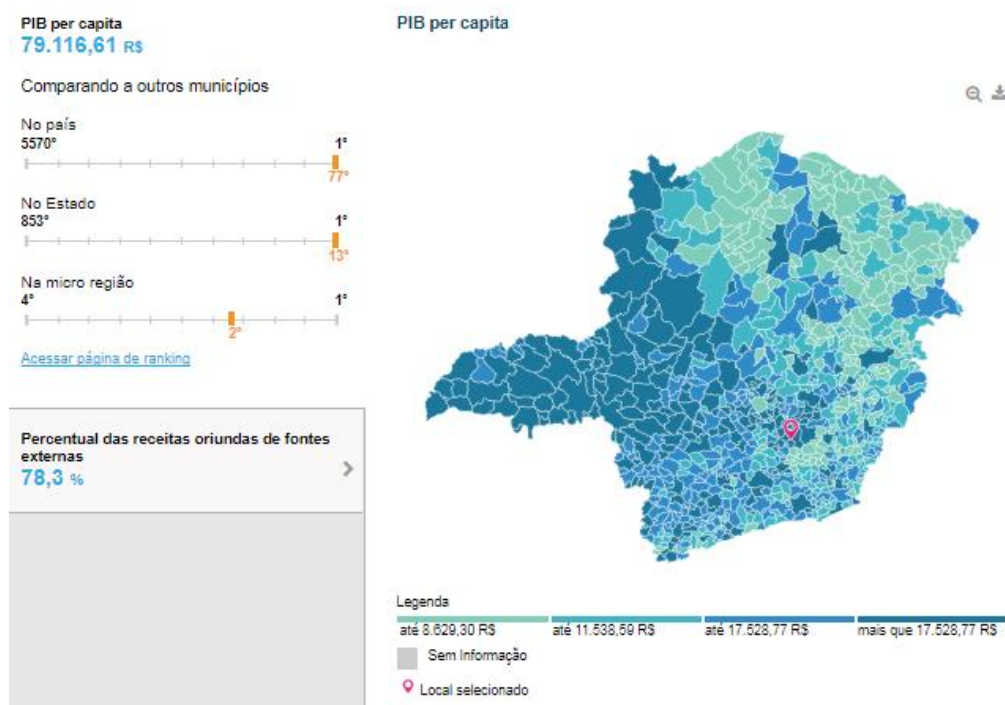 PIB per capita
79.116,61 R$
Comparando a outros municípios
No país
5570° 1°
77°
No Estado
853° 1°
13°
Na micro região
4° 1°
2°
Acessar página de ranking
Percentual das receitas oriundas de fontes
externas
78,3 %
PIB per capita
Legenda
até 8.629,30 R$ até 11.538,59 R$ até 17.528,77 R$ mais que 17.528,77 R$
Sem Informação
Local selecionado